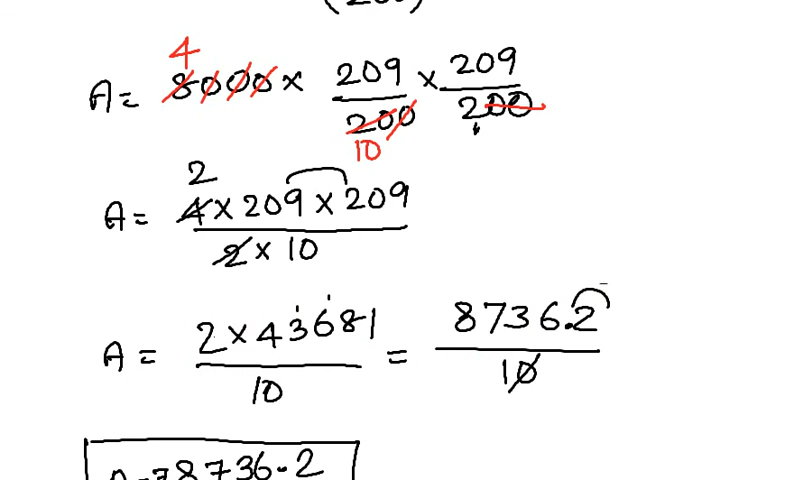 (200)
4
A = 8000 × 209/200 × 209/200
10
2
A = 4 × 209 × 209 / 2 × 10
A = 2 × 43681 / 10 = 8736.2 / 10
A = ₹ 8736.2